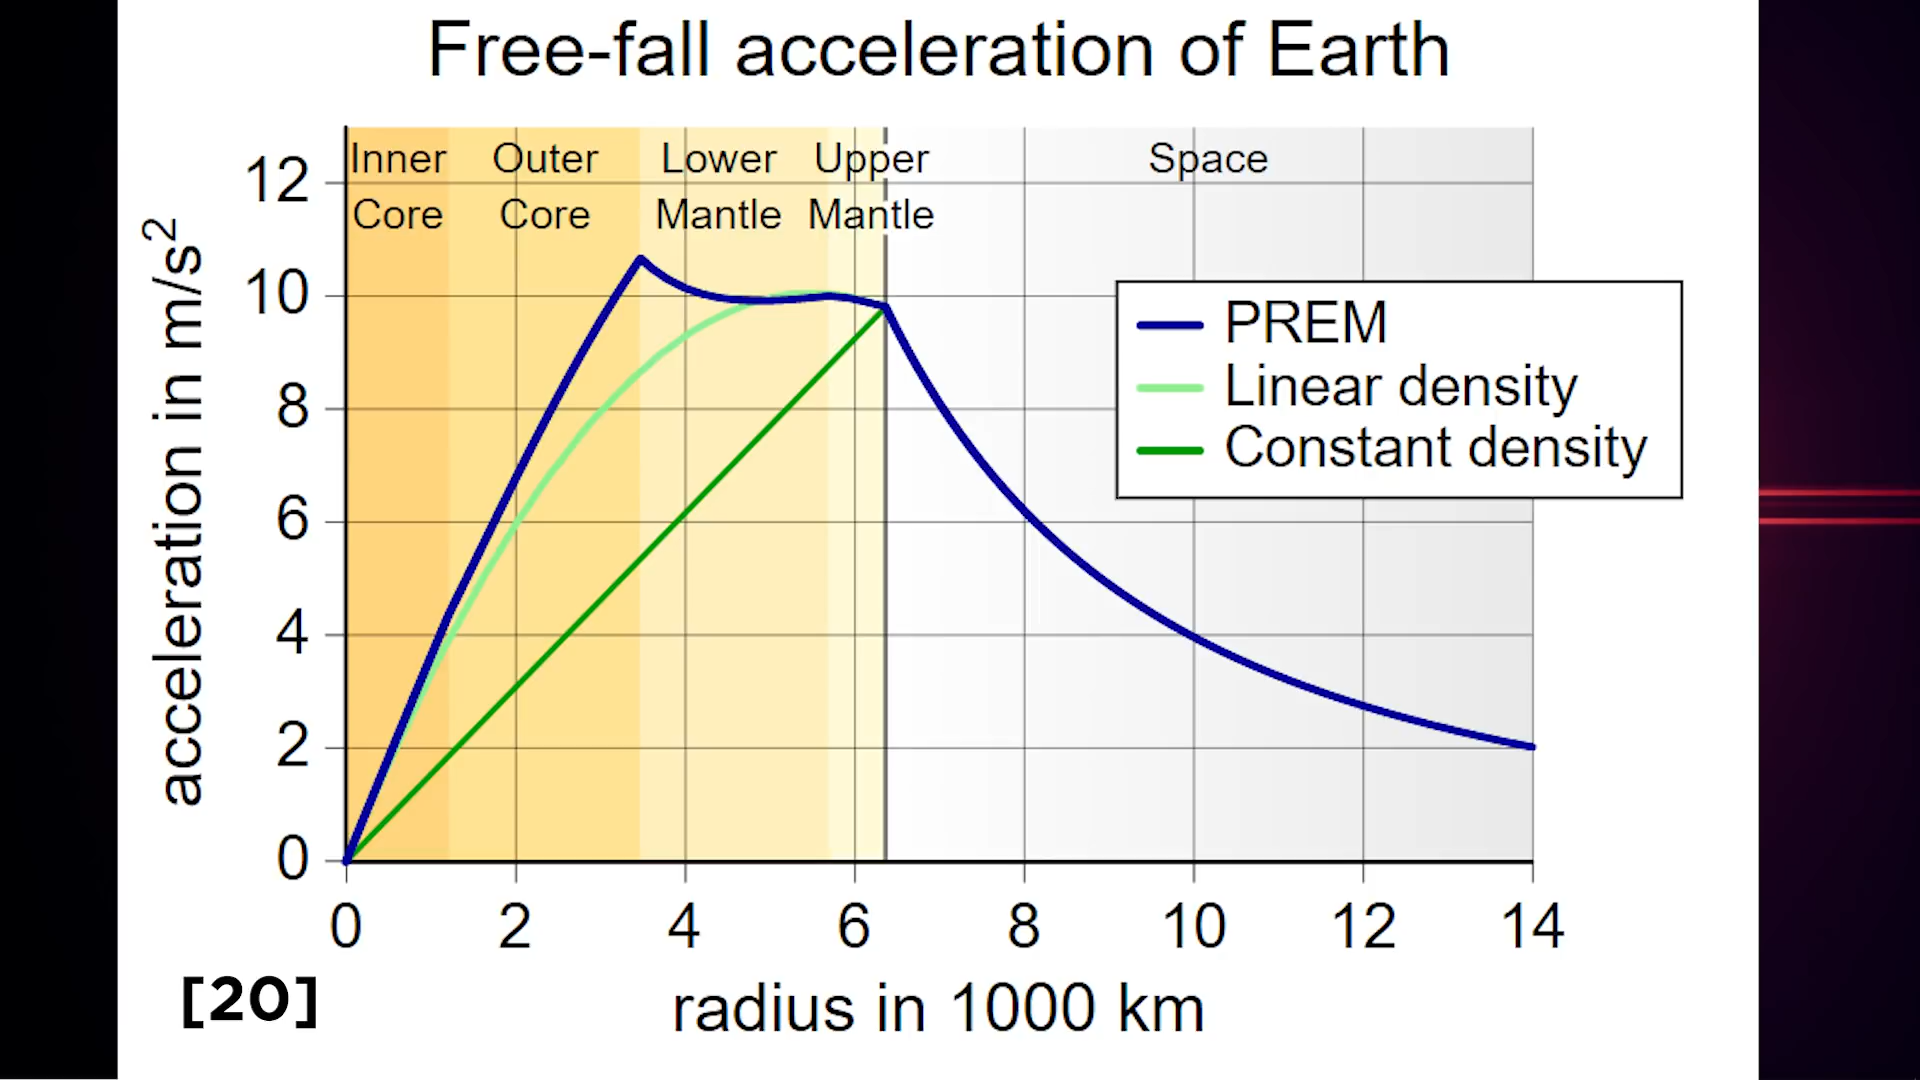 Free-fall acceleration of Earth
Inner Core
Outer Core
Lower Mantle
Upper Mantle
Space
12
10
8
6
4
2
0
acceleration in m/s²
PREM
Linear density
Constant density
0 2 4 6 8 10 12 14
radius in 1000 km
[20]